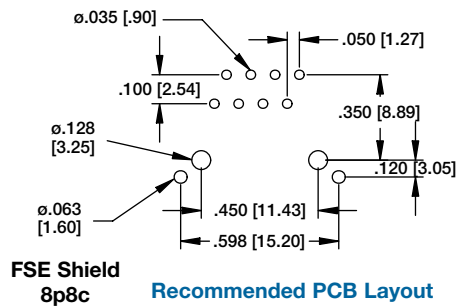 ø.035 [.90]
.050 [1.27]
.100 [2.54]
.350 [8.89]
ø.128
[3.25]
.120 [3.05]
ø.063
[1.60]
.450 [11.43]
.598 [15.20]
FSE Shield
8p8c
Recommended PCB Layout